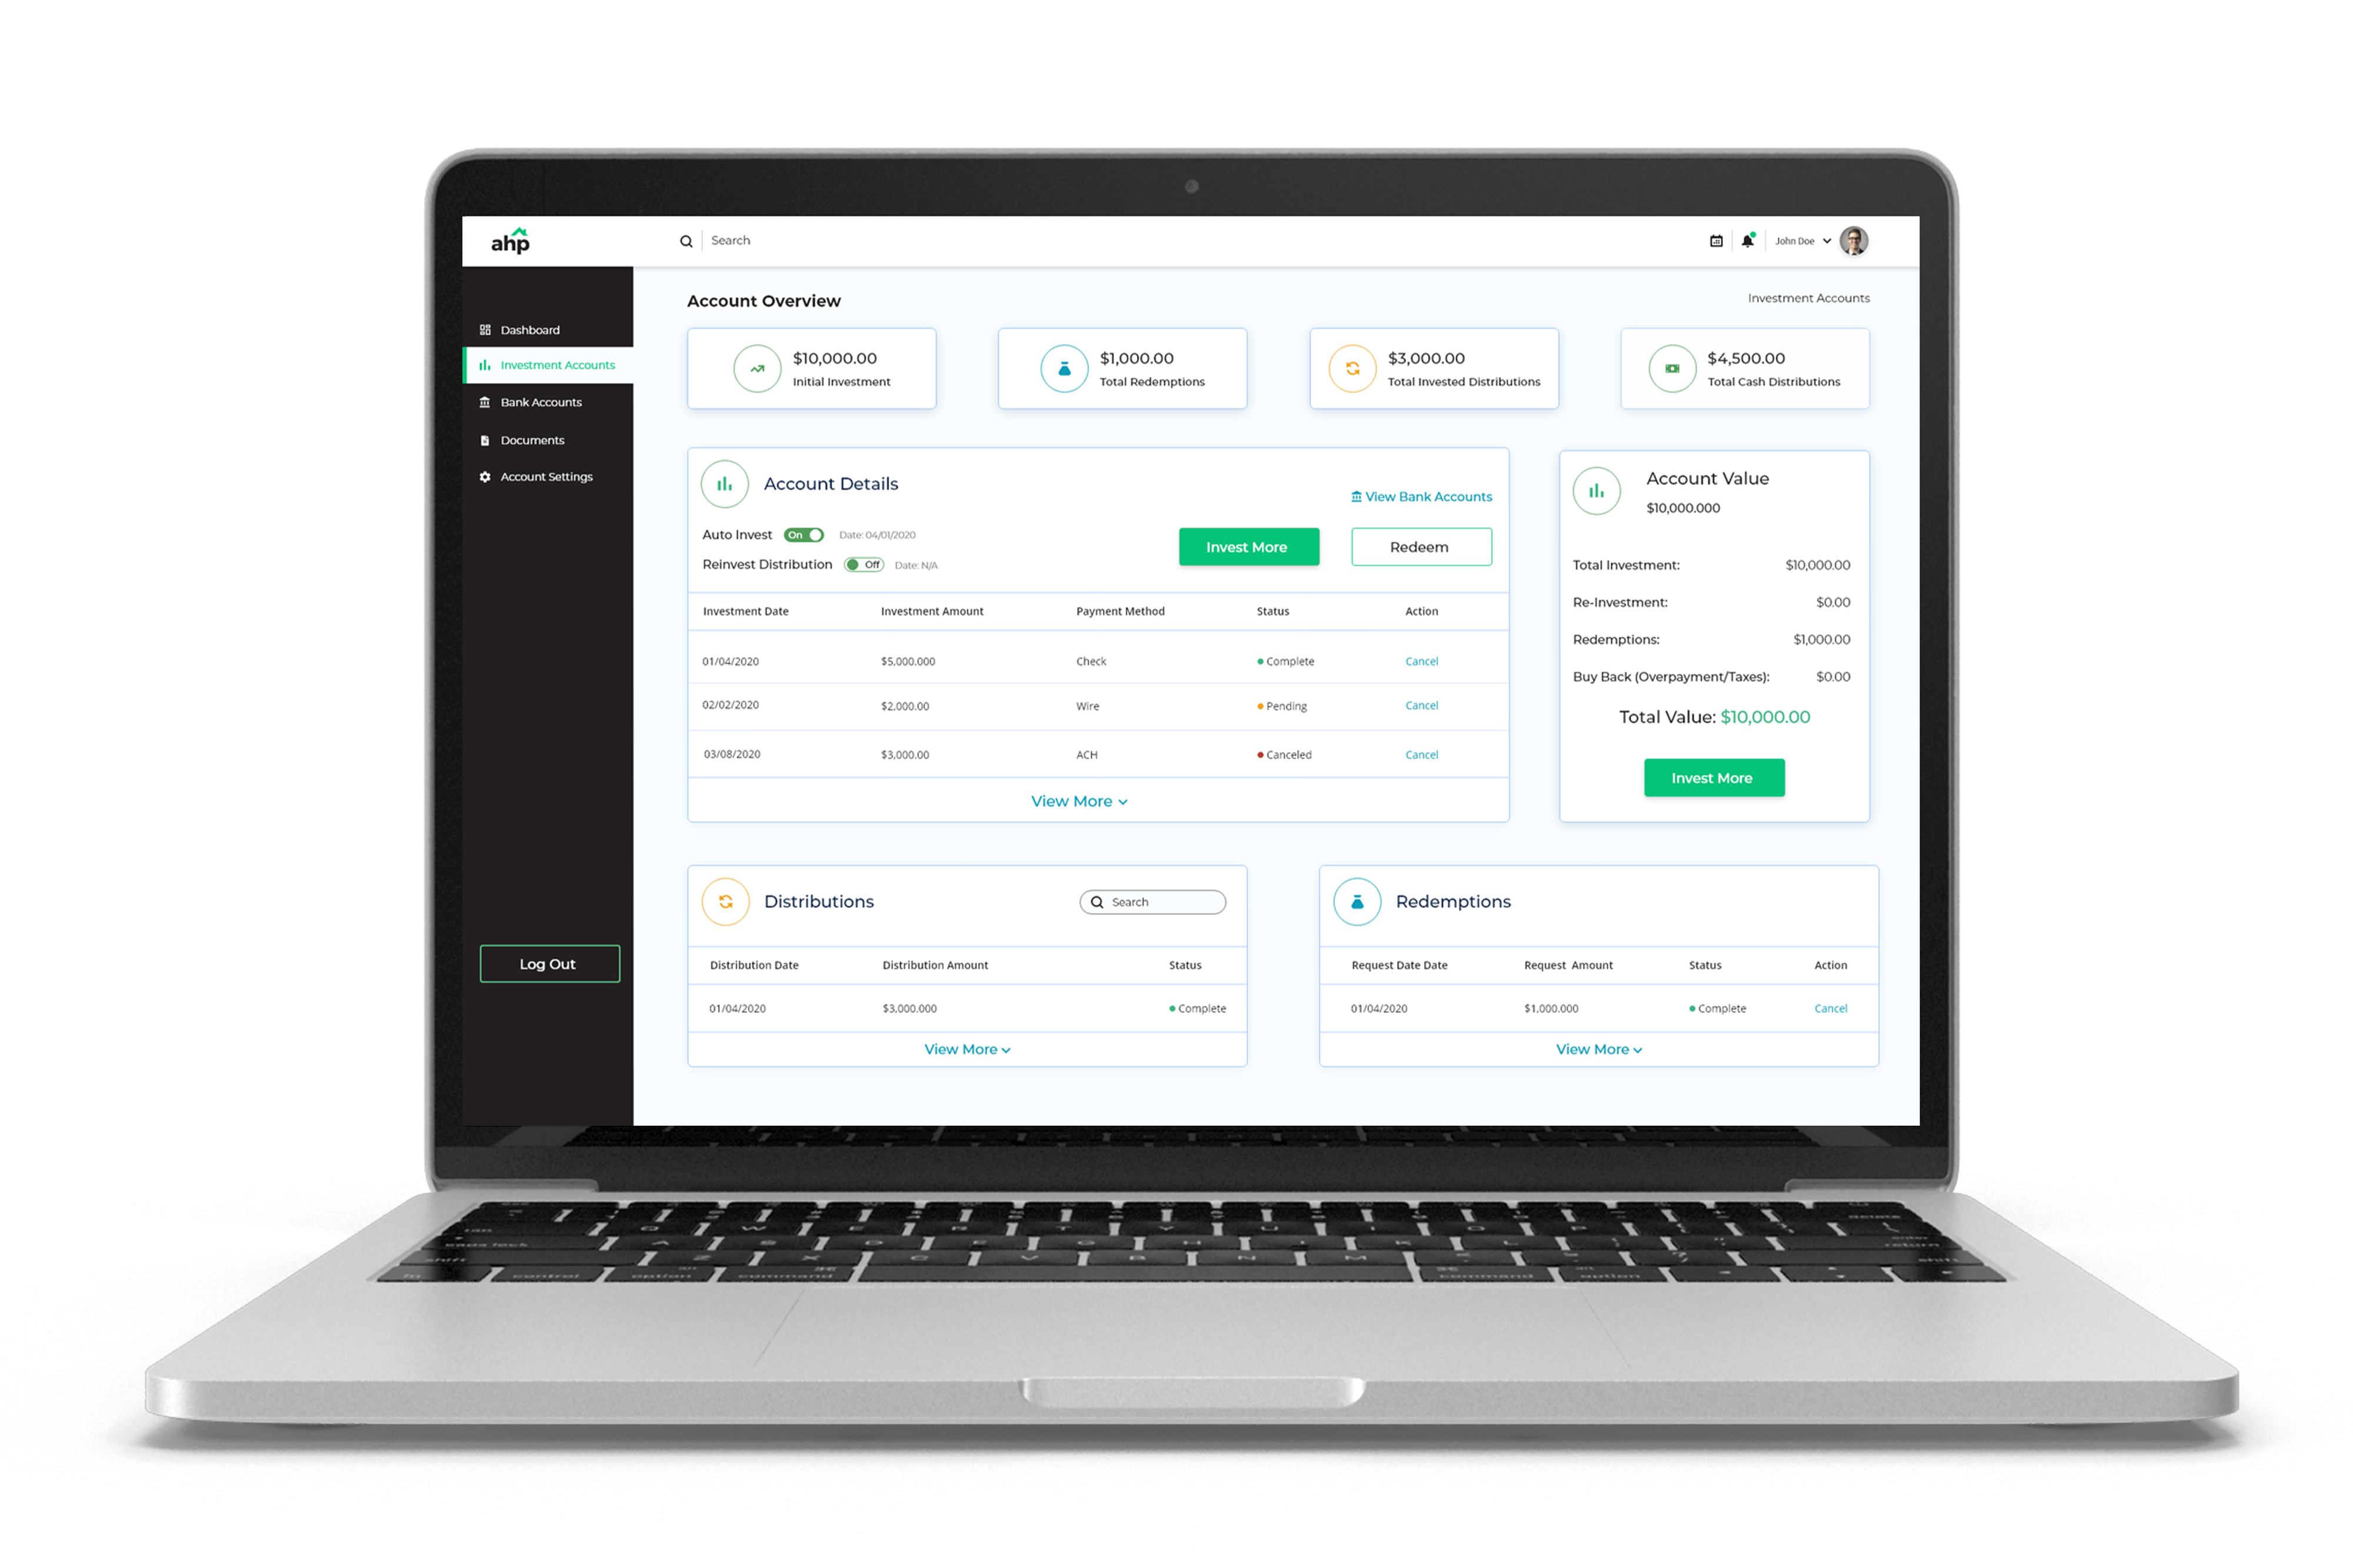 ahp
Search
John Doe
Dashboard
Investment Accounts
Bank Accounts
Documents
Account Settings
Log Out
Account Overview
Investment Accounts
$10,000.00
Initial Investment
$1,000.00
Total Redemptions
$3,000.00
Total Invested Distributions
$4,500.00
Total Cash Distributions
Account Details
View Bank Accounts
Auto Invest On Date: 04/01/2020
Reinvest Distribution Off Date: N/A
Invest More
Redeem
Investment Date Investment Amount Payment Method Status Action
01/04/2020 $5,000.000 Check Complete Cancel
02/02/2020 $2,000.00 Wire Pending Cancel
03/08/2020 $3,000.00 ACH Canceled Cancel
View More
Account Value
$10,000.000
Total Investment: $10,000.00
Re-Investment: $0.00
Redemptions: $1,000.00
Buy Back (Overpayment/Taxes): $0.00
Total Value: $10,000.00
Invest More
Distributions
Search
Distribution Date Distribution Amount Status
01/04/2020 $3,000.000 Complete
View More
Redemptions
Request Date Date Request Amount Status Action
01/04/2020 $1,000.000 Complete Cancel
View More
control option command
command option